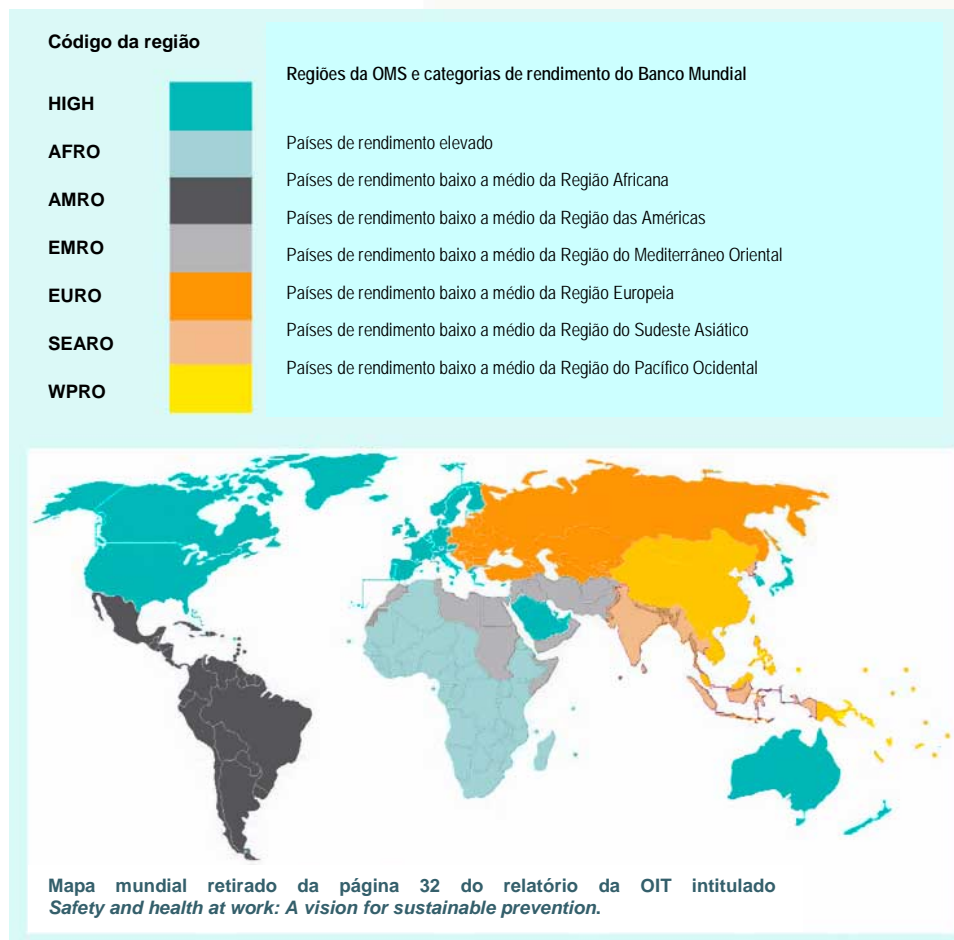 Código da região
Regiões da OMS e categorias de rendimento do Banco Mundial
HIGH
AFRO
AMRO
EMRO
EURO
SEARO
WPRO
Países de rendimento elevado
Países de rendimento baixo a médio da Região Africana
Países de rendimento baixo a médio da Região das Américas
Países de rendimento baixo a médio da Região do Mediterrâneo Oriental
Países de rendimento baixo a médio da Região Europeia
Países de rendimento baixo a médio da Região do Sudeste Asiático
Países de rendimento baixo a médio da Região do Pacífico Ocidental
Mapa mundial retirado da página 32 do relatório da OIT intitulado
Safety and health at work: A vision for sustainable prevention.